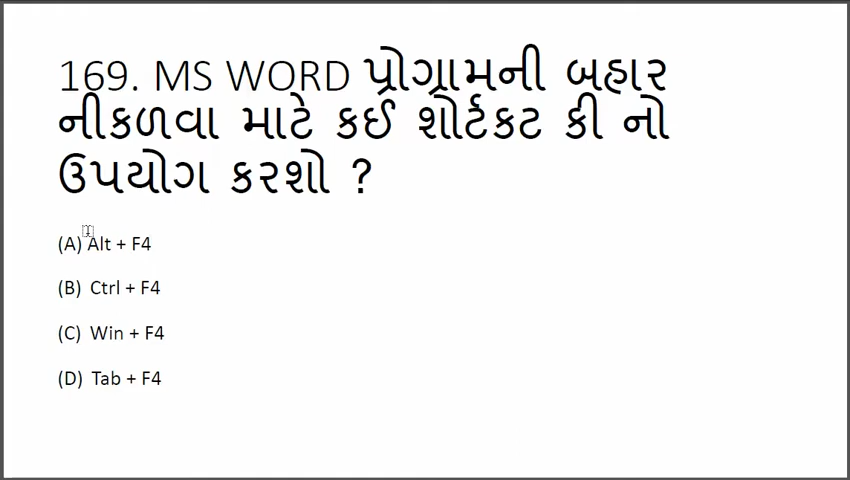 169. MS WORD પ્રોગ્રામની બહાર
નીકળવા માટે કઈ શોર્ટકટ કી નો
ઉપયોગ કરશો ?
(A) Alt + F4
(B) Ctrl + F4
(C) Win + F4
(D) Tab + F4